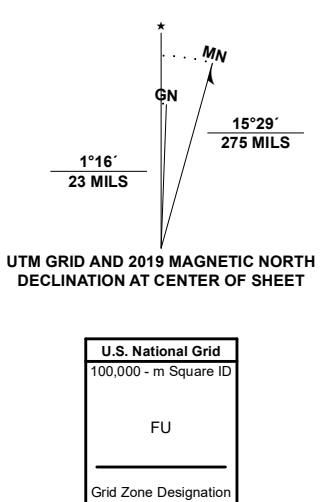 ★
MN
GN
15°29´
275 MILS
1°16´
23 MILS
UTM GRID AND 2019 MAGNETIC NORTH
DECLINATION AT CENTER OF SHEET
U.S. National Grid
100,000 - m Square ID
FU
Grid Zone Designation